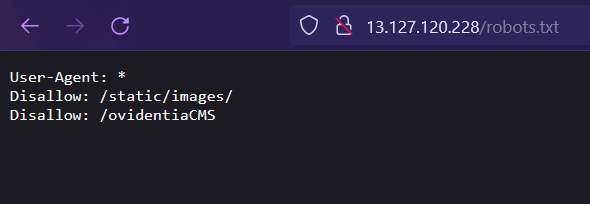 13.127.120.228/robots.txt
User-Agent: *
Disallow: /static/images/
Disallow: /ovidentiaCMS